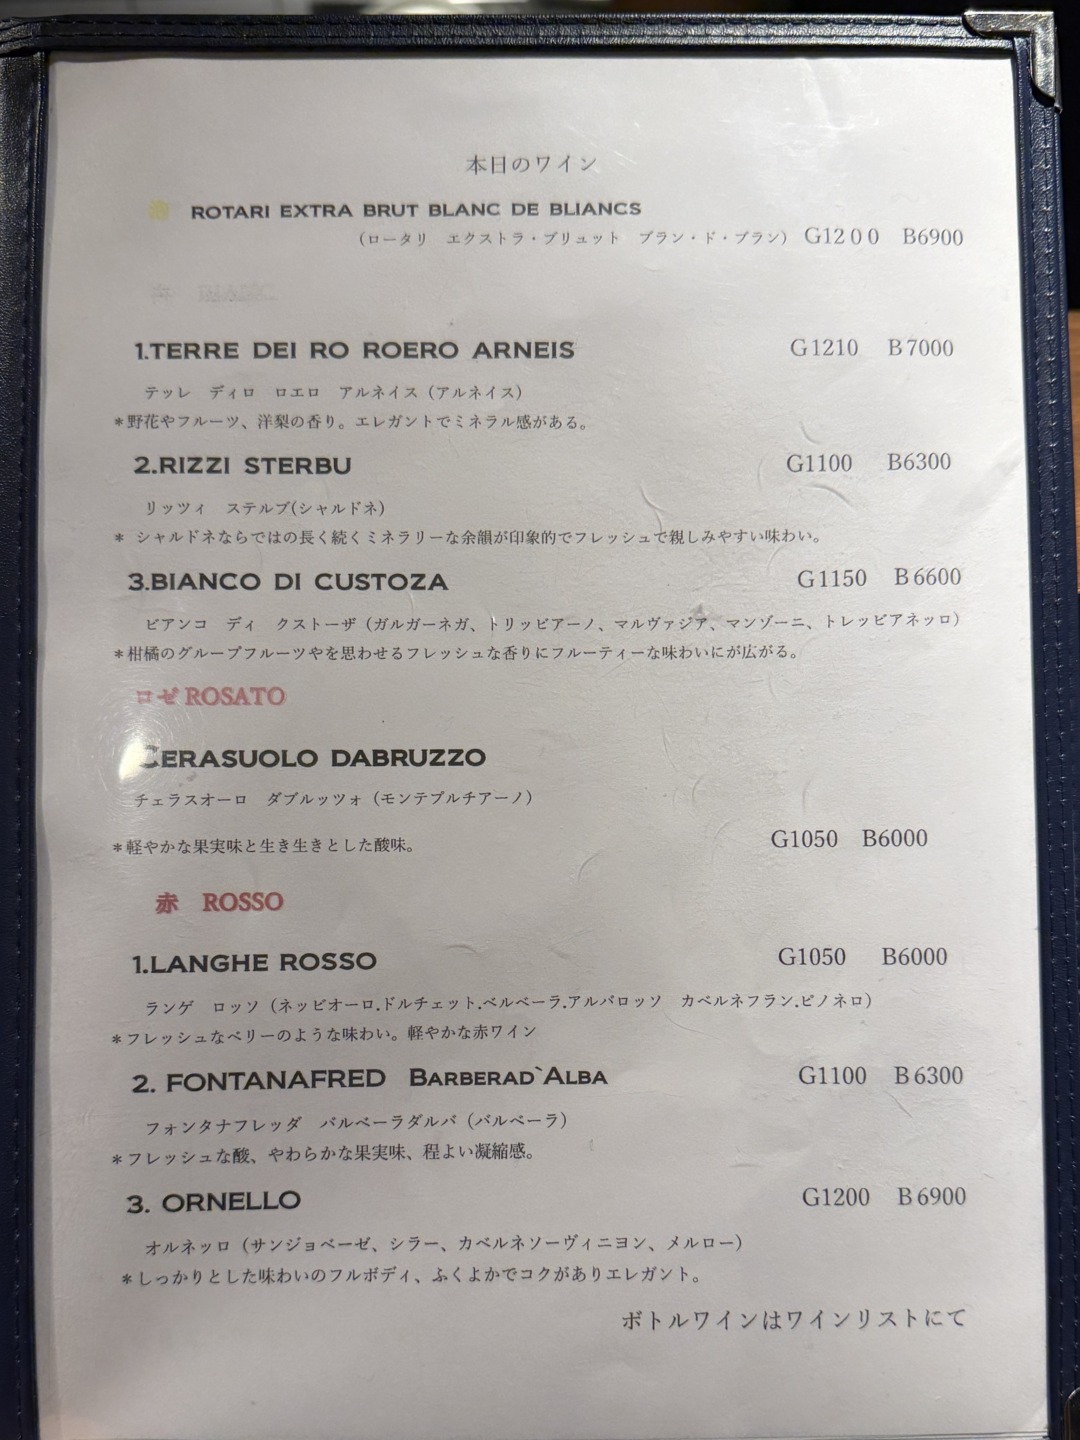 本日のワイン
泡 ROTARI EXTRA BRUT BLANC DE BLIANCS
(ロータリ エクストラ・ブリュット ブラン・ド・ブラン) G1200 B6900
白 BIANC
1.TERRE DEI RO ROERO ARNEIS G1210 B7000
テッレ ディロ ロエロ アルネイス(アルネイス)
*野花やフルーツ、洋梨の香り。エレガントでミネラル感がある。
2.RIZZI STERBU G1100 B6300
リッツィ ステルブ(シャルドネ)
* シャルドネならではの長く続くミネラリーな余韻が印象的でフレッシュで親しみやすい味わい。
3.BIANCO DI CUSTOZA G1150 B6600
ビアンコ ディ クストーザ(ガルガーネガ、トリッビアーノ、マルヴァジア、マンゾーニ、トレッビアネッロ)
*柑橘のグループフルーツやを思わせるフレッシュな香りにフルーティーな味わいにが広がる。
ロゼ ROSATO
CERASUOLO DABRUZZO
チェラスオーロ ダブルッツォ(モンテプルチアーノ)
*軽やかな果実味と生き生きとした酸味。 G1050 B6000
赤 ROSSO
1.LANGHE ROSSO G1050 B6000
ランゲ ロッソ(ネッビオーロ.ドルチェット.ベルベーラ.アルバロッソ カベルネフラン.ピノネロ)
*フレッシュなベリーのような味わい。軽やかな赤ワイン
2. FONTANAFRED BARBERAD`ALBA G1100 B6300
フォンタナフレッダ バルベーラダルバ(バルベーラ)
*フレッシュな酸、やわらかな果実味、程よい凝縮感。
3. ORNELLO G1200 B6900
オルネッロ(サンジョベーゼ、シラー、カベルネソーヴィニヨン、メルロー)
*しっかりとした味わいのフルボディ、ふくよかでコクがありエレガント。
ボトルワインはワインリストにて